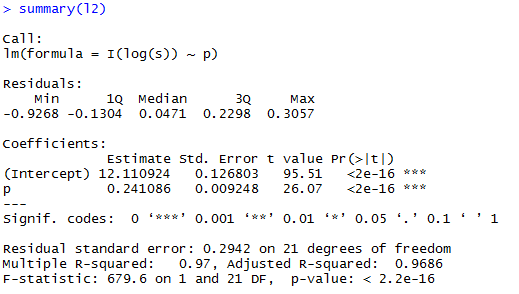 > summary(l2)
Call:
lm(formula = I(log(s)) ~ p)
Residuals:
    Min      1Q  Median      3Q     Max
-0.9268 -0.1304  0.0471  0.2298  0.3057
Coefficients:
             Estimate Std. Error t value Pr(>|t|)
(Intercept) 12.110924   0.126803   95.51   <2e-16 ***
p            0.241086   0.009248   26.07   <2e-16 ***
---
Signif. codes:  0 ‘***’ 0.001 ‘**’ 0.01 ‘*’ 0.05 ‘.’ 0.1 ‘ ’ 1
Residual standard error: 0.2942 on 21 degrees of freedom
Multiple R-squared:   0.97, Adjusted R-squared:  0.9686
F-statistic: 679.6 on 1 and 21 DF,  p-value: < 2.2e-16